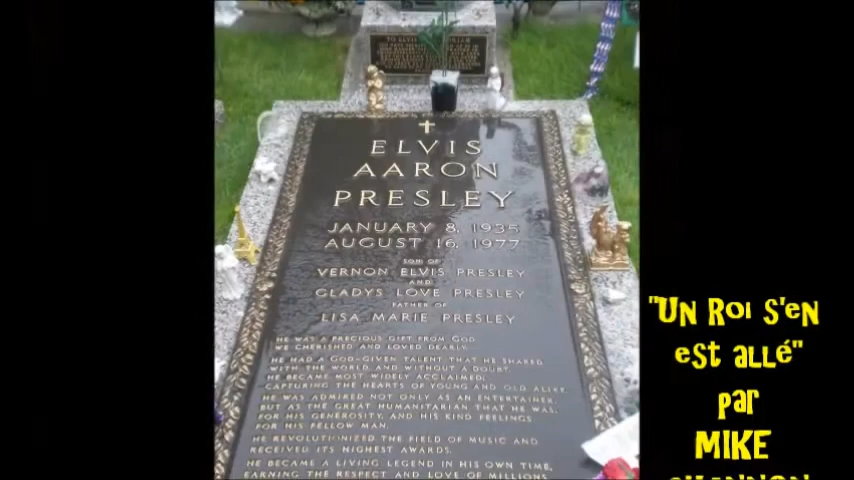 ELVIS
AARON
PRESLEY
JANUARY 8, 1935
AUGUST 16, 1977
SON OF
VERNON ELVIS PRESLEY
AND
GLADYS LOVE PRESLEY
FATHER OF
LISA MARIE PRESLEY
HE WAS A PRECIOUS GIFT FROM GOD
WE CHERISHED AND LOVED DEARLY.
HE HAD A GOD-GIVEN TALENT THAT HE SHARED
WITH THE WORLD. AND WITHOUT A DOUBT,
HE BECAME MOST WIDELY ACCLAIMED;
CAPTURING THE HEARTS OF YOUNG AND OLD ALIKE.
HE WAS ADMIRED NOT ONLY AS AN ENTERTAINER,
BUT AS THE GREAT HUMANITARIAN THAT HE WAS;
FOR HIS GENEROSITY, AND HIS KIND FEELINGS
FOR HIS FELLOW MAN.
HE REVOLUTIONIZED THE FIELD OF MUSIC AND
RECEIVED ITS HIGHEST AWARDS.
HE BECAME A LIVING LEGEND IN HIS OWN TIME,
EARNING THE RESPECT AND LOVE OF MILLIONS.
"Un Roi S'en
est allé"
par
MIKE
SHANNON